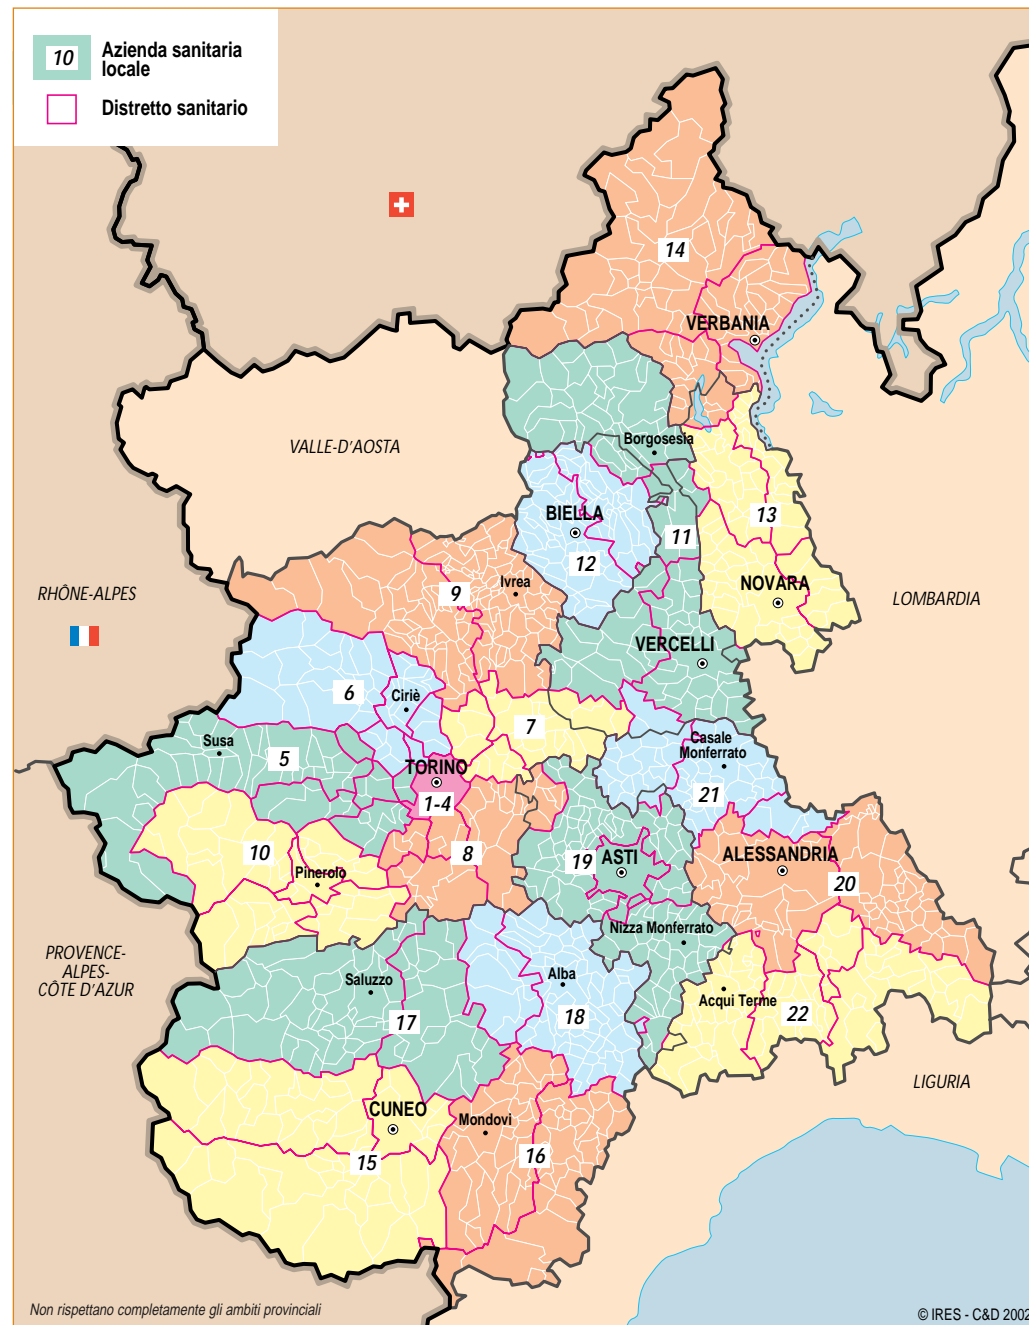 10
Azienda sanitaria
locale
Distretto sanitario
14
VERBANIA
VALLE-D'AOSTA
Borgosesia
BIELLA
13
11
12
Ivrea
NOVARA
9
RHÔNE-ALPES
LOMBARDIA
VERCELLI
6
Ciriè
7
Susa
5
Casale
Monferrato
TORINO
21
1-4
10
8
19
ASTI
ALESSANDRIA
20
Pinerolo
Nizza Monferrato
PROVENCE-
ALPES-
CÔTE D'AZUR
Saluzzo
Alba
Acqui Terme
17
18
22
LIGURIA
CUNEO
Mondovi
15
16
Non rispettano completamente gli ambiti provinciali
© IRES - C&D 2002